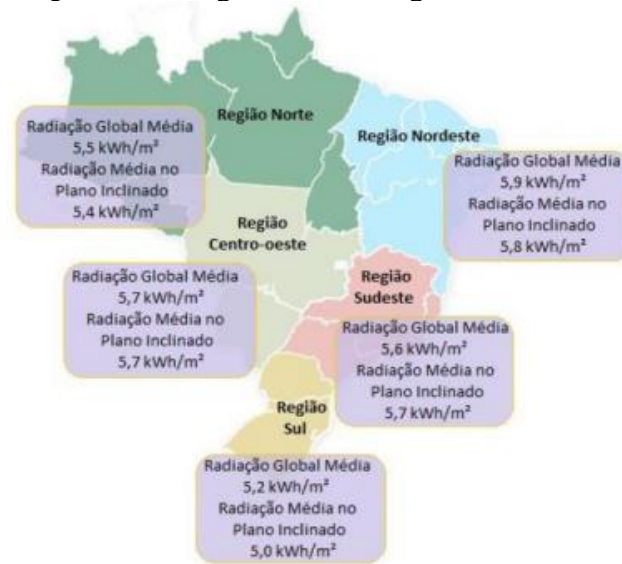 Região Norte
Radiação Global Média
5,5 kWh/m²
Radiação Média no
Plano Inclinado
5,4 kWh/m²
Região Nordeste
Radiação Global Média
5,9 kWh/m²
Radiação Média no
Plano Inclinado
5,8 kWh/m²
Região
Centro-oeste
Radiação Global Média
5,7 kWh/m²
Radiação Média no
Plano Inclinado
5,7 kWh/m²
Região
Sudeste
Radiação Global Média
5,6 kWh/m²
Radiação Média no
Plano Inclinado
5,7 kWh/m²
Região
Sul
Radiação Global Média
5,2 kWh/m²
Radiação Média no
Plano Inclinado
5,0 kWh/m²